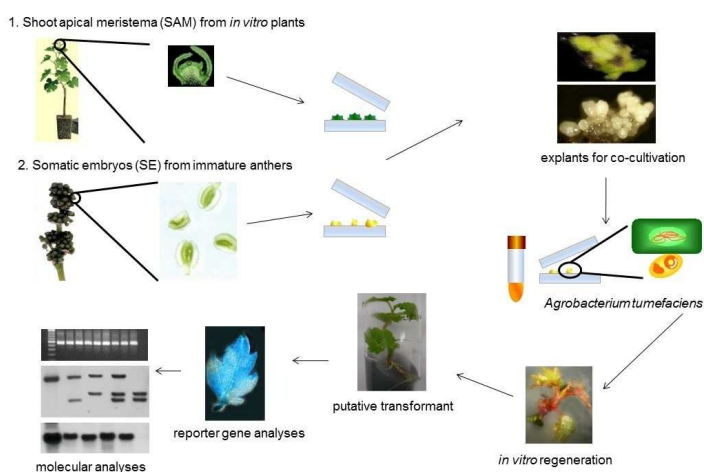 1. Shoot apical meristema (SAM) from in vitro plants
2. Somatic embryos (SE) from immature anthers
explants for co-cultivation
Agrobacterium tumefaciens
in vitro regeneration
putative transformant
reporter gene analyses
molecular analyses